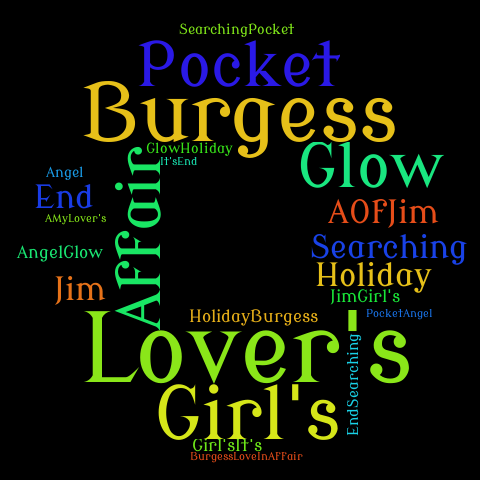 SearchingPocket
Pocket
Burgess
GlowHoliday
It'sEnd
Glow
Affair
Angel
End
AMyLover's
AOFJim
Searching
AngelGlow
Holiday
Jim
JimGirl's
HolidayBurgess
PocketAngel
Lover's
EndSearching
Girl's
Girl'sIt's
BurgessLoveInAFFair